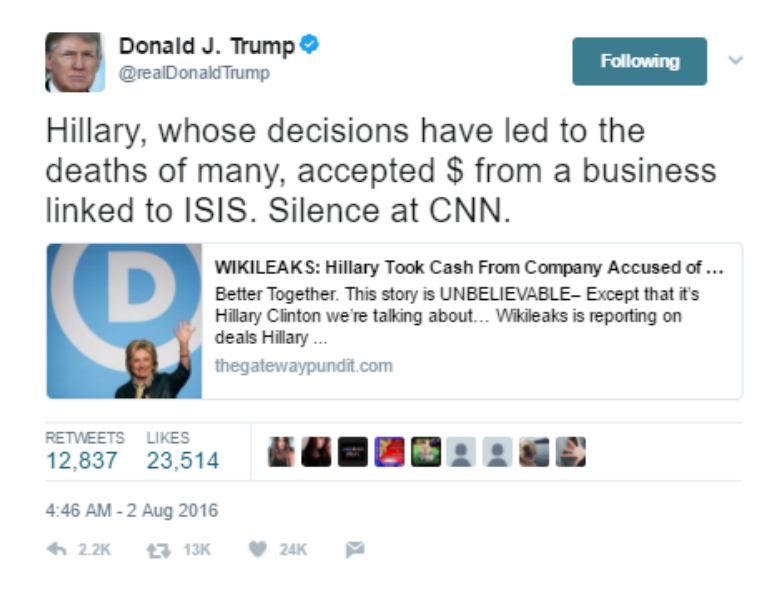 Donald J. Trump
@realDonaldTrump
Following
Hillary, whose decisions have led to the
deaths of many, accepted $ from a business
linked to ISIS. Silence at CNN.
D
WIKILEAKS: Hillary Took Cash From Company Accused of ...
Better Together. This story is UNBELIEVABLE– Except that it's
Hillary Clinton we're talking about... Wikileaks is reporting on
deals Hillary ...
thegatewaypundit.com
RETWEETS LIKES
12,837 23,514
4:46 AM - 2 Aug 2016
2.2K 13K 24K